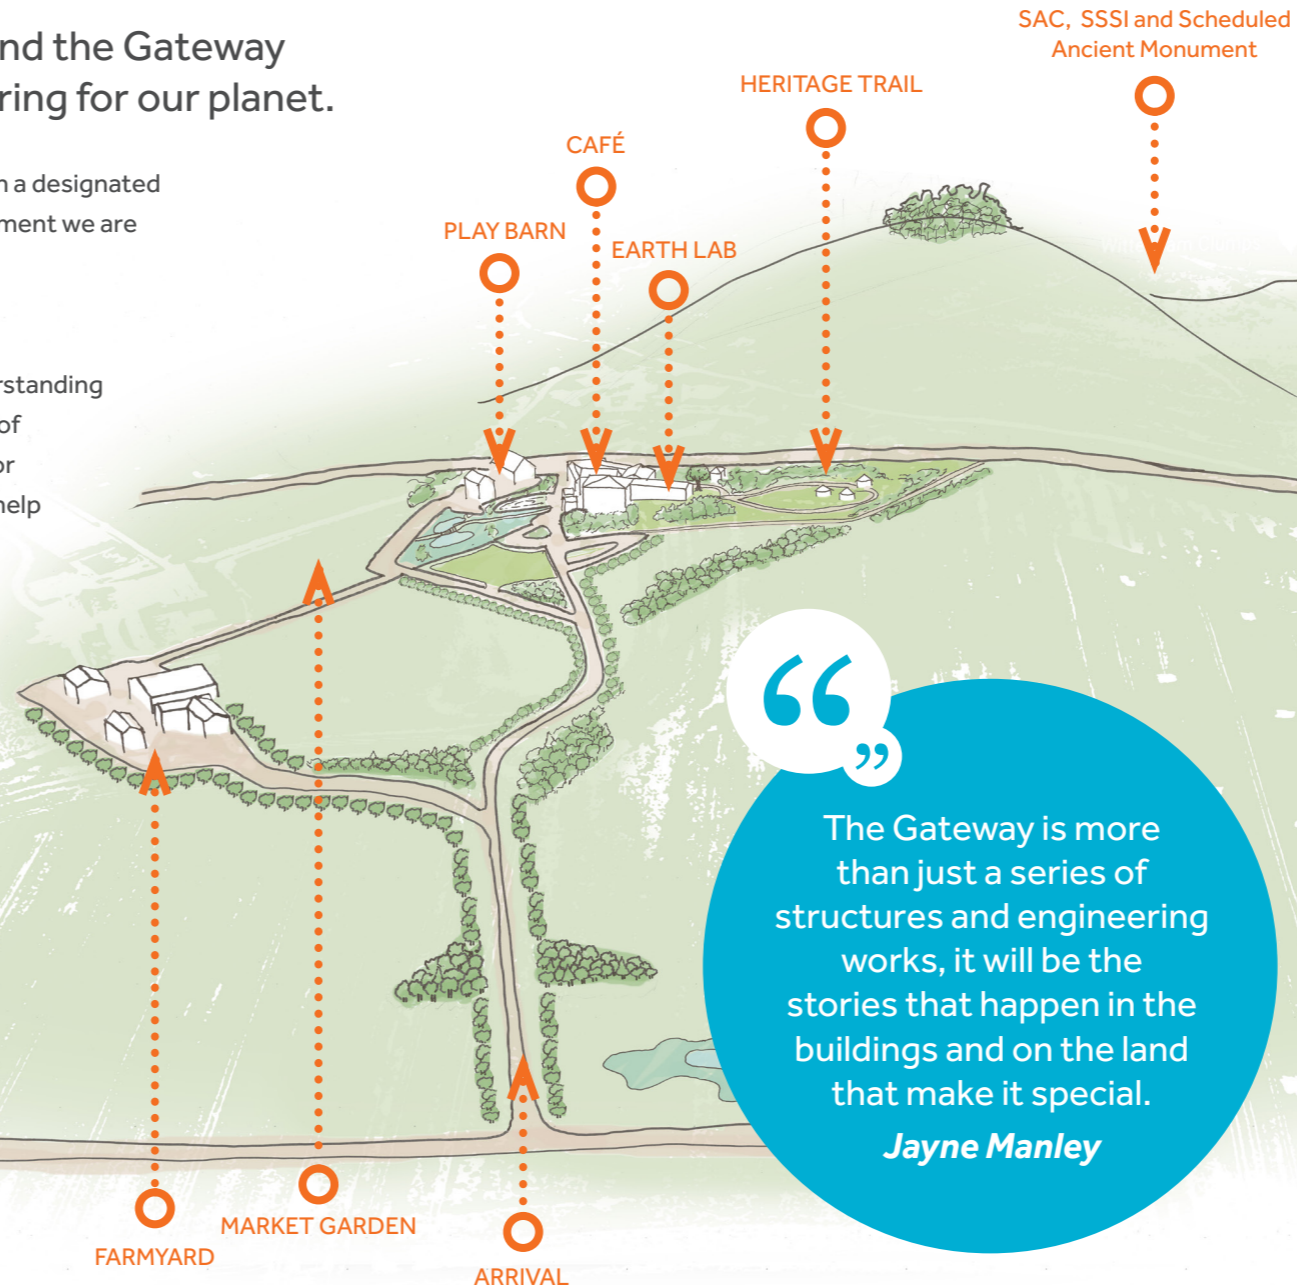 nd the Gateway
ring for our planet.
n a designated
ment we are
rstanding
of
or
help
SAC, SSSI and Scheduled
Ancient Monument
HERITAGE TRAIL
CAFÉ
PLAY BARN
EARTH LAB
“
”
The Gateway is more
than just a series of
structures and engineering
works, it will be the
stories that happen in the
buildings and on the land
that make it special.
Jayne Manley
MARKET GARDEN
FARMYARD
ARRIVAL